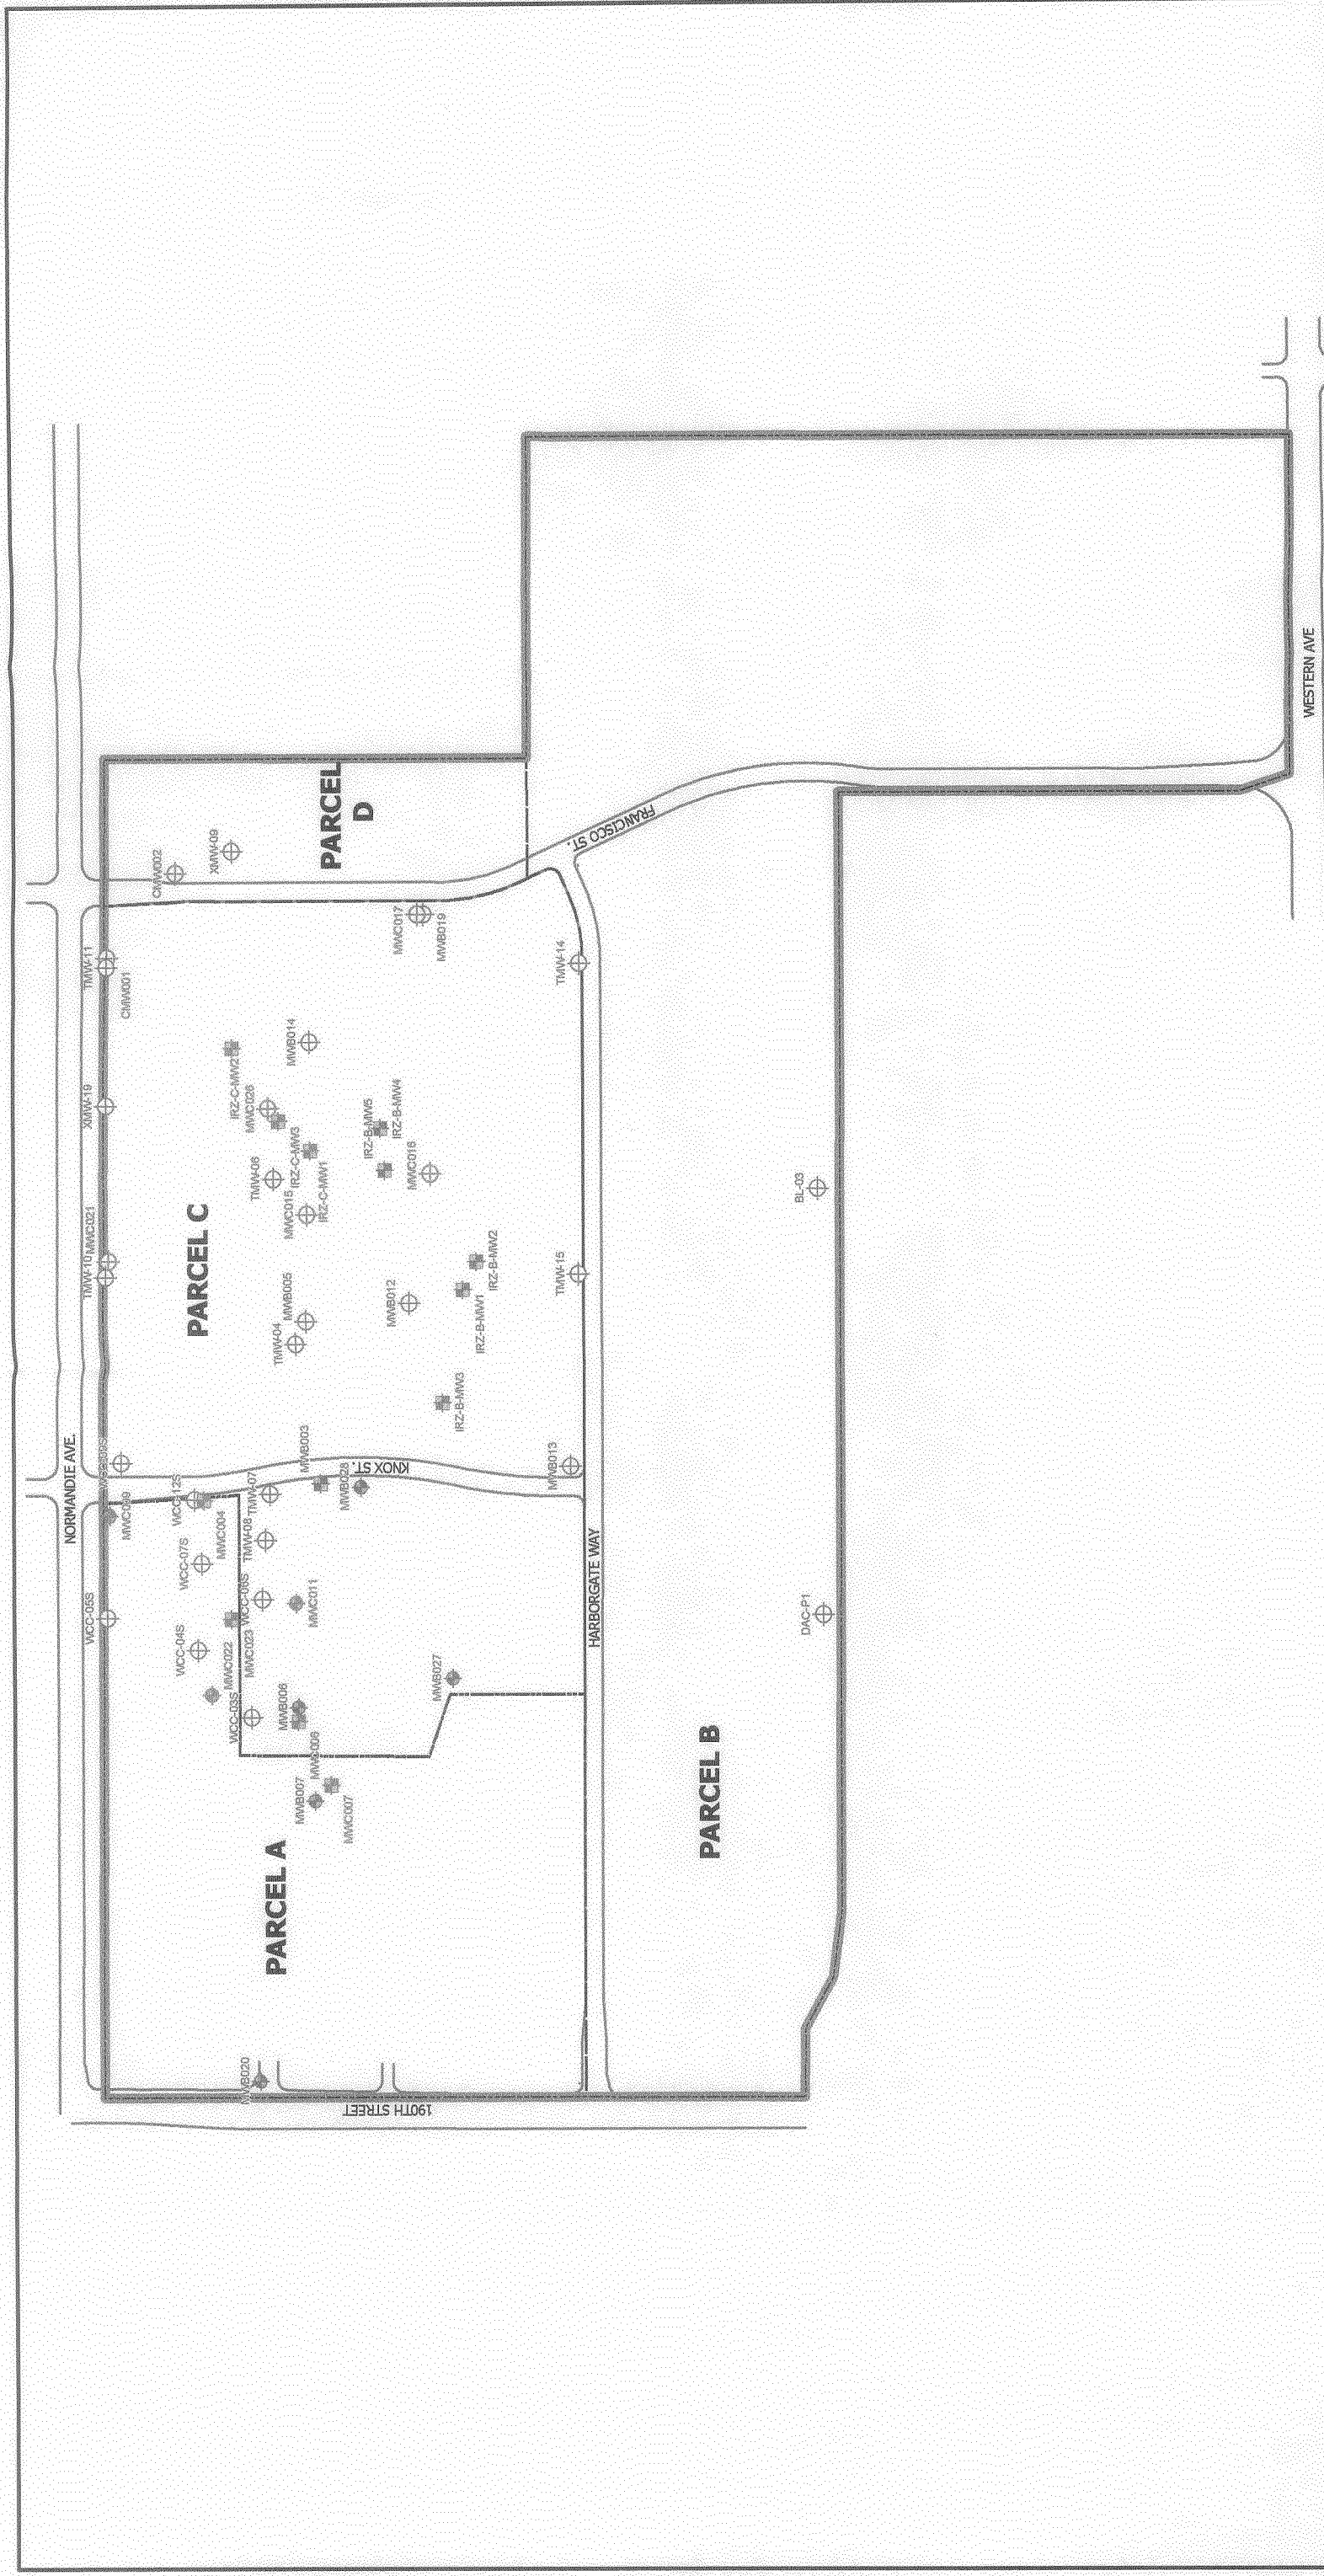 NORMANDIE AVE.
WCC-05S
MWC009
TMW-10
MWC021
XMW-19
TMW-11
CMW001
CMW002
XMW-09
PARCEL
D
WCC-04S
WCC-07S
WCC-12S
MWC004
PARCEL C
MWC022
MWC023
WCC-03S
WCC-06S
TMW-08
TMW-07
MWC011
MWB006
MWC006
MWB007
MWC007
PARCEL A
MWB020
190TH STREET
MWB003
MWB028
KNOX ST.
TMW-04
MWB005
MWC015
TMW-06
IRZ-C-MW3
IRZ-C-MW1
MWC026
IRZ-C-MW2
MWB014
MWB012
IRZ-B-MW5
IRZ-B-MW4
MWC016
MWC017
MWB019
MWB027
IRZ-B-MW3
IRZ-B-MW1
IRZ-B-MW2
MWB013
TMW-15
TMW-14
HARBORGATE WAY
FRANCISCO ST.
PARCEL B
DAC-P1
BL-03
WESTERN AVE